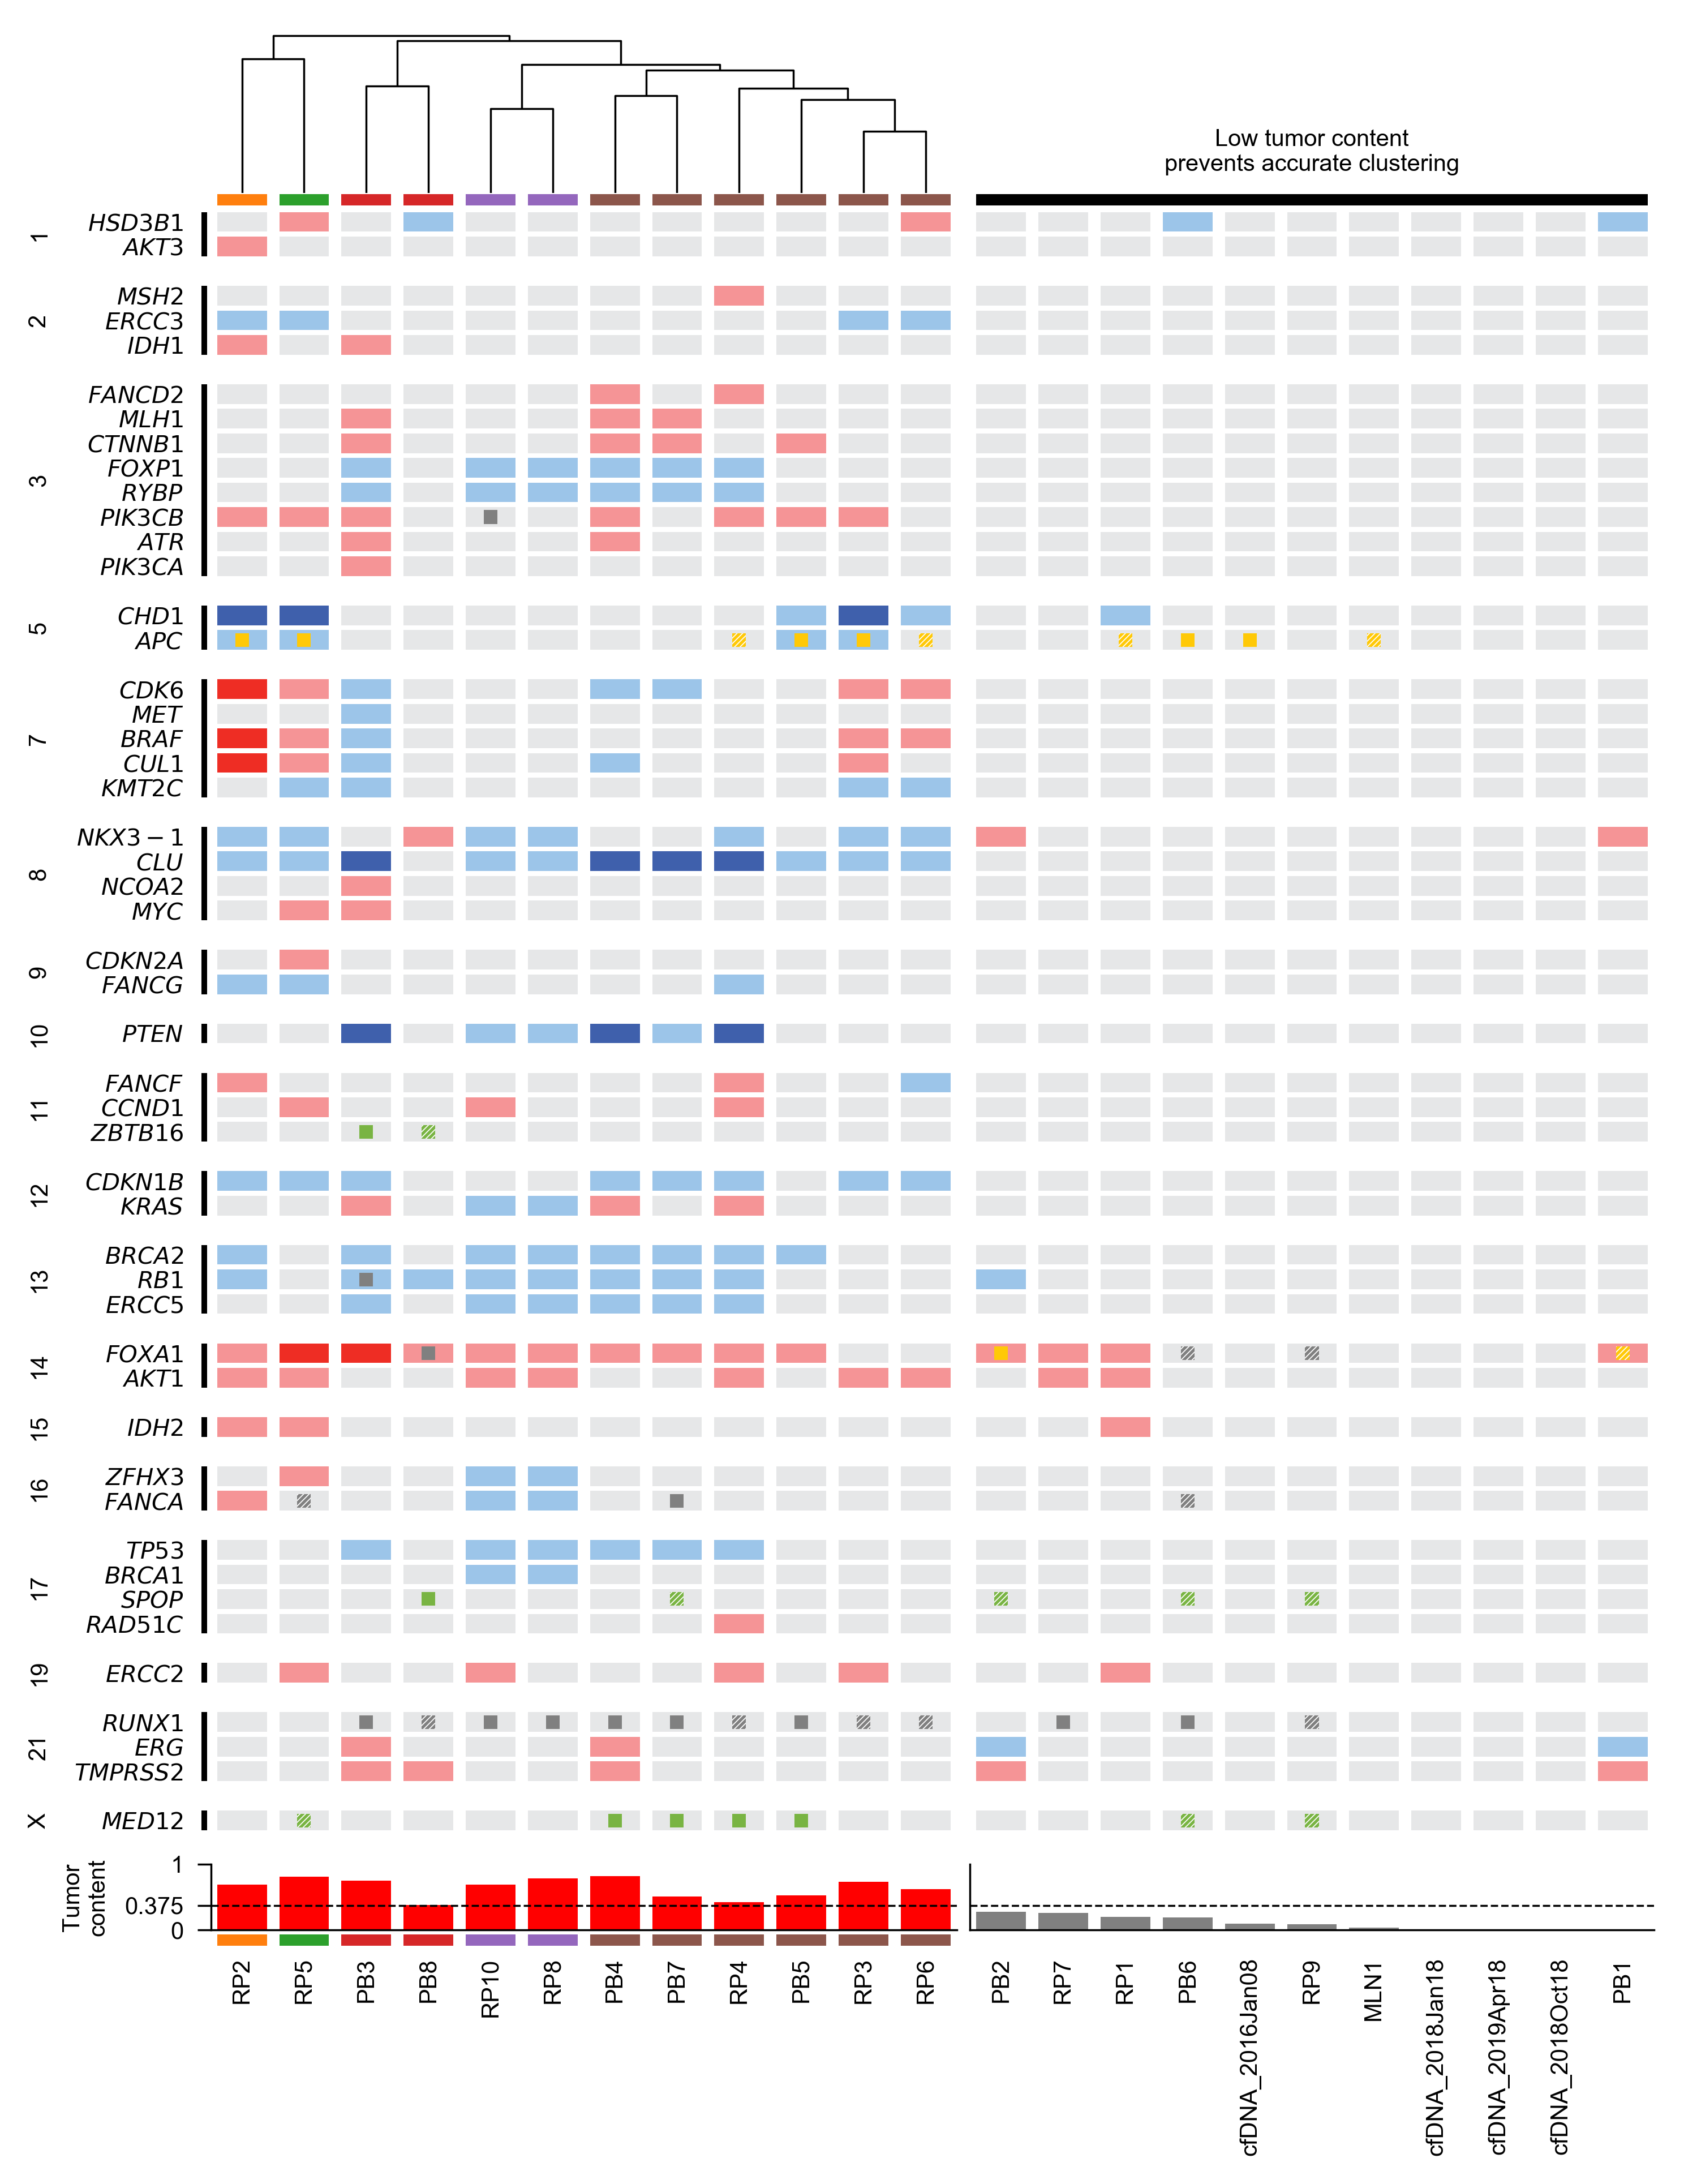 Low tumor content
prevents accurate clustering
1
HSD3B1
AKT3
2
MSH2
ERCC3
IDH1
3
FANCD2
MLH1
CTNNB1
FOXP1
RYBP
PIK3CB
ATR
PIK3CA
5
CHD1
APC
7
CDK6
MET
BRAF
CUL1
KMT2C
8
NKX3 − 1
CLU
NCOA2
MYC
9
CDKN2A
FANCG
10
PTEN
11
FANCF
CCND1
ZBTB16
12
CDKN1B
KRAS
13
BRCA2
RB1
ERCC5
14
FOXA1
AKT1
15
IDH2
16
ZFHX3
FANCA
17
TP53
BRCA1
SPOP
RAD51C
19
ERCC2
21
RUNX1
ERG
TMPRSS2
X
MED12
Tumor
content
1
0.375
0
RP2
RP5
PB3
PB8
RP10
RP8
PB4
PB7
RP4
PB5
RP3
RP6
PB2
RP7
RP1
PB6
cfDNA_2016Jan08
RP9
MLN1
cfDNA_2018Jan18
cfDNA_2019Apr18
cfDNA_2018Oct18
PB1